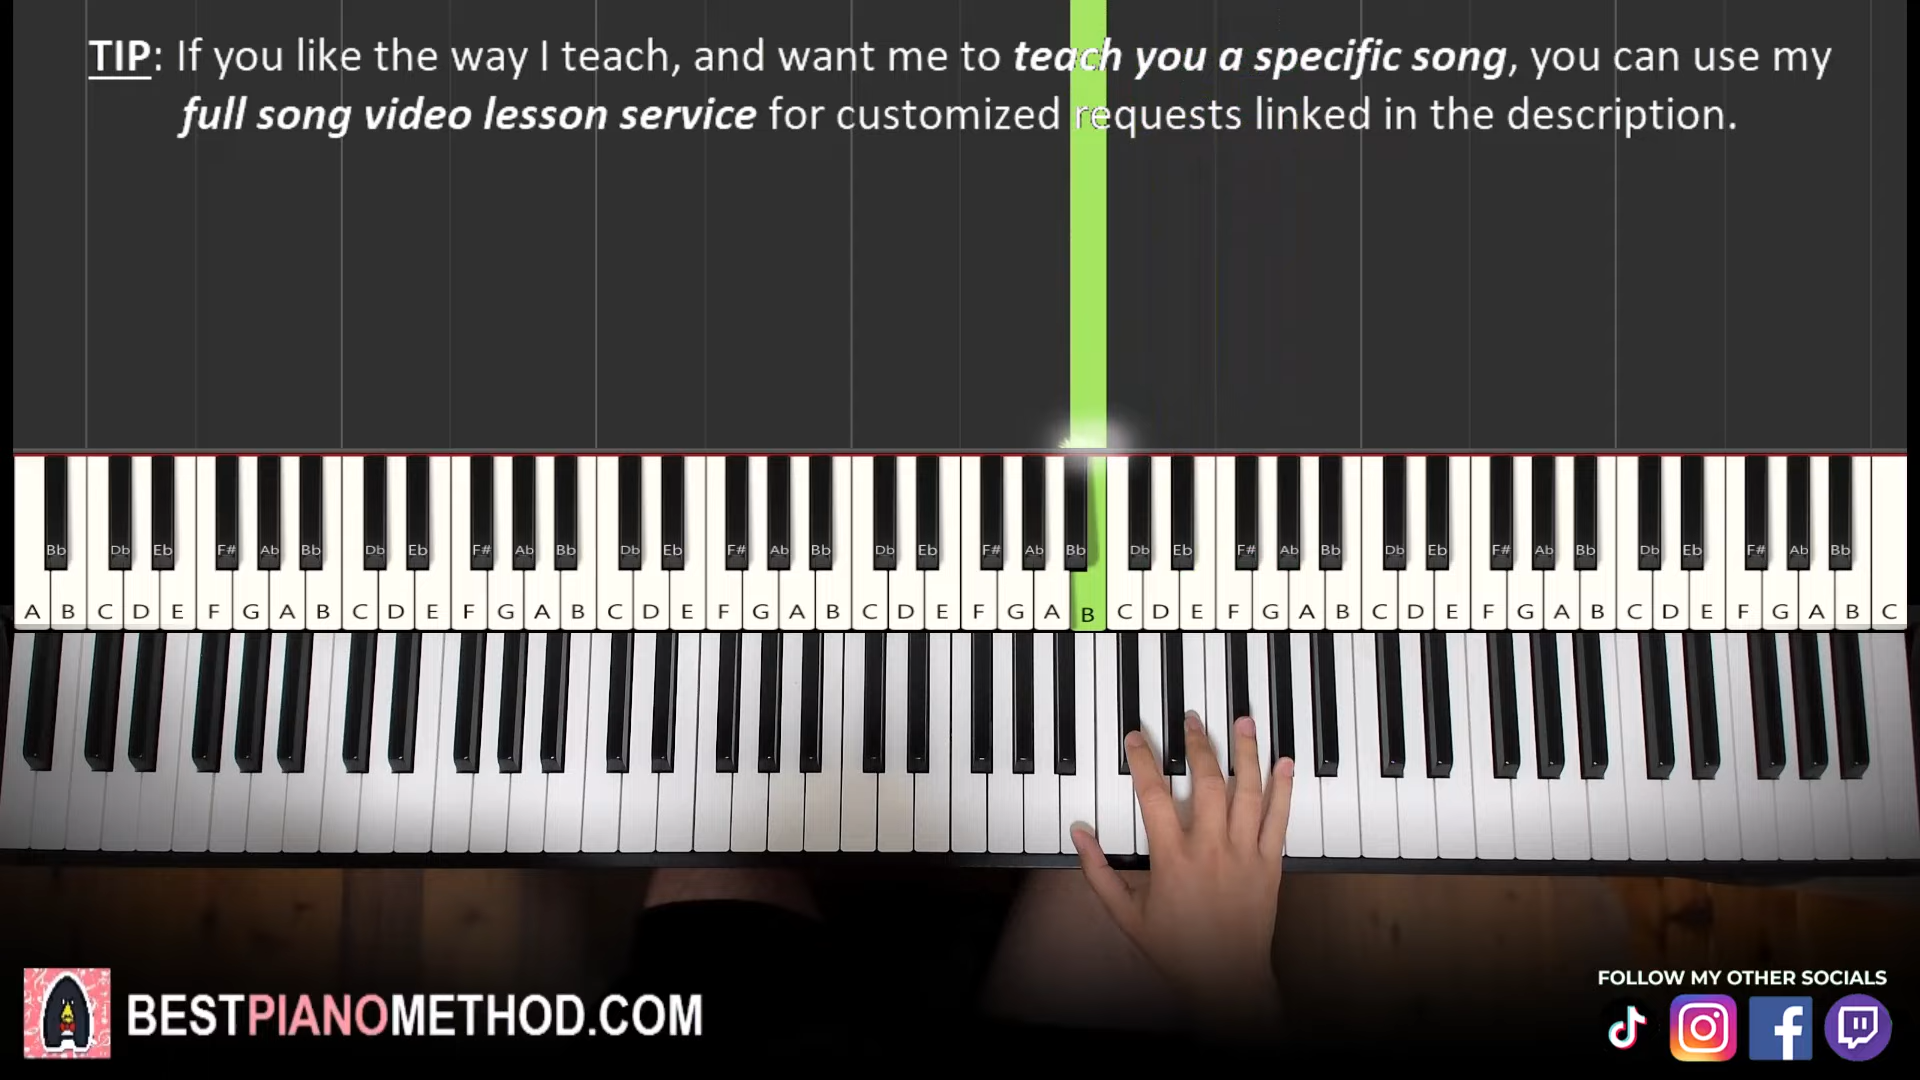 TIP: If you like the way I teach, and want me to teach you a specific song, you can use my
full song video lesson service for customized requests linked in the description.
Bb Db Eb F# Ab Bb Db Eb F# Ab Bb Db Eb F# Ab Bb Db Eb F# Ab Bb Db Eb F# Ab Bb Db Eb F# Ab Bb Db Eb F# Ab Bb
A B C D E F G A B C D E F G A B C D E F G A B C D E F G A B C D E F G A B C D E F G A B C D E F G A B C
FOLLOW MY OTHER SOCIALS
BESTPIANOMETHOD.COM